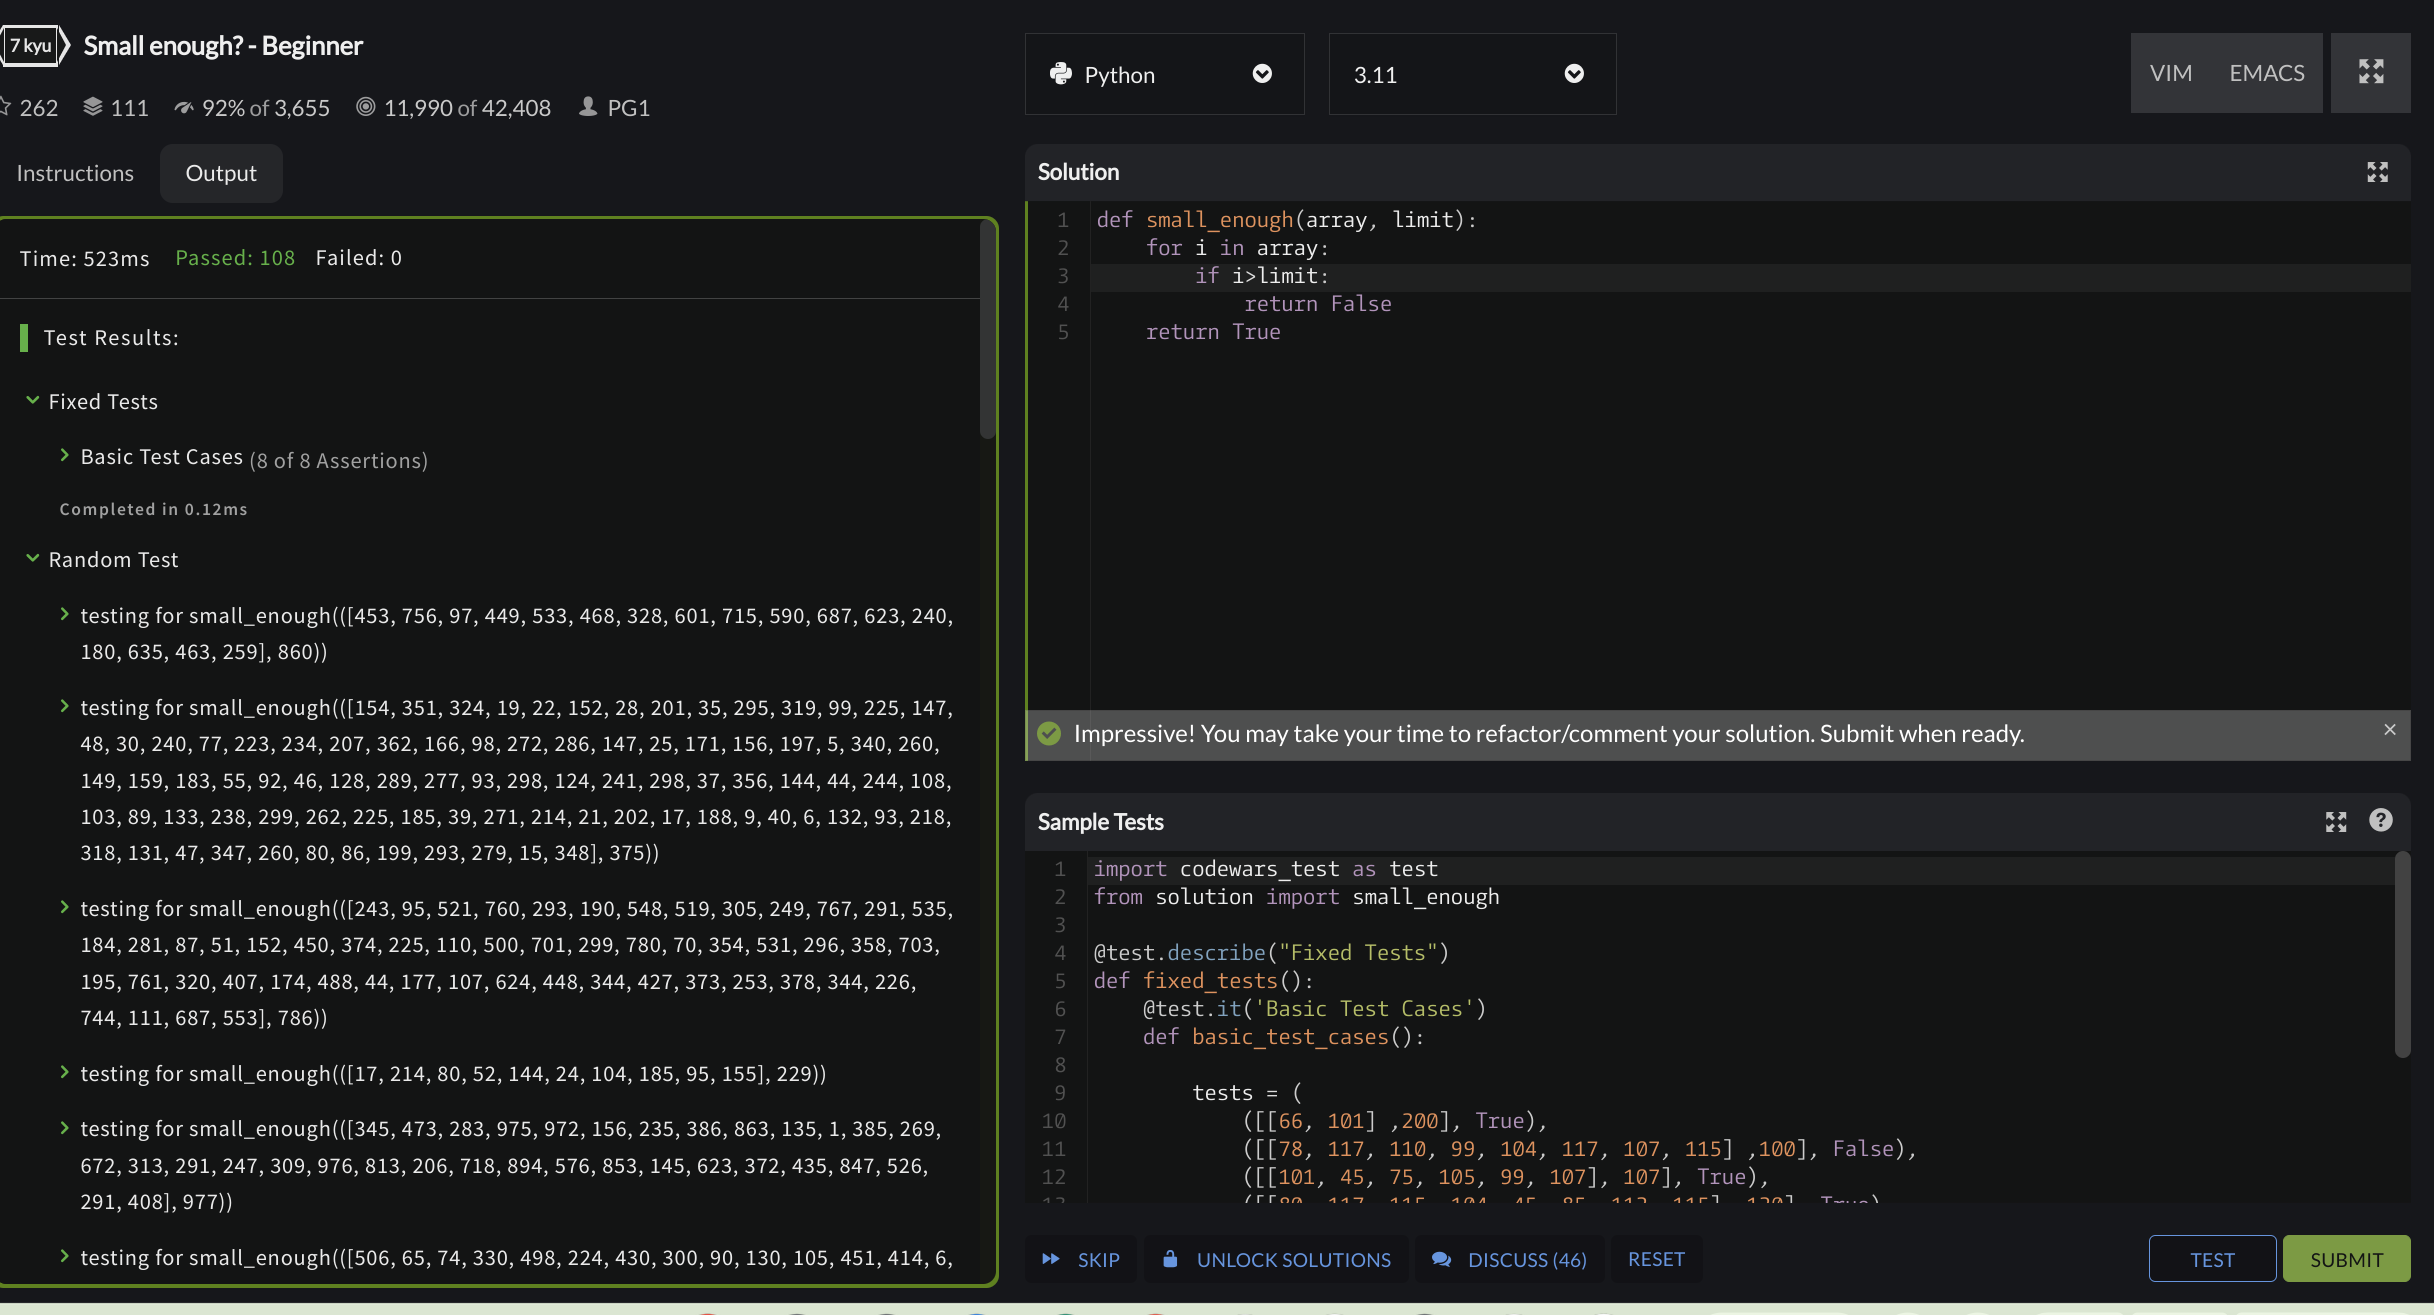 7 kyu Small enough? - Beginner
262 111 92% of 3,655 11,990 of 42,408 PG1
Instructions Output
Time: 523ms Passed: 108 Failed: 0
Test Results:
Fixed Tests
Basic Test Cases (8 of 8 Assertions)
Completed in 0.12ms
Random Test
testing for small_enough(([453, 756, 97, 449, 533, 468, 328, 601, 715, 590, 687, 623, 240,
180, 635, 463, 259], 860))
testing for small_enough(([154, 351, 324, 19, 22, 152, 28, 201, 35, 295, 319, 99, 225, 147,
48, 30, 240, 77, 223, 234, 207, 362, 166, 98, 272, 286, 147, 25, 171, 156, 197, 5, 340, 260,
149, 159, 183, 55, 92, 46, 128, 289, 277, 93, 298, 124, 241, 298, 37, 356, 144, 44, 244, 108,
103, 89, 133, 238, 299, 262, 225, 185, 39, 271, 214, 21, 202, 17, 188, 9, 40, 6, 132, 93, 218,
318, 131, 47, 347, 260, 80, 86, 199, 293, 279, 15, 348], 375))
testing for small_enough(([243, 95, 521, 760, 293, 190, 548, 519, 305, 249, 767, 291, 535,
184, 281, 87, 51, 152, 450, 374, 225, 110, 500, 701, 299, 780, 70, 354, 531, 296, 358, 703,
195, 761, 320, 407, 174, 488, 44, 177, 107, 624, 448, 344, 427, 373, 253, 378, 344, 226,
744, 111, 687, 553], 786))
testing for small_enough(([17, 214, 80, 52, 144, 24, 104, 185, 95, 155], 229))
testing for small_enough(([345, 473, 283, 975, 972, 156, 235, 386, 863, 135, 1, 385, 269,
672, 313, 291, 247, 309, 976, 813, 206, 718, 894, 576, 853, 145, 623, 372, 435, 847, 526,
291, 408], 977))
testing for small_enough(([506, 65, 74, 330, 498, 224, 430, 300, 90, 130, 105, 451, 414, 6,
Python 3.11 VIM EMACS
Solution
1 def small_enough(array, limit):
2     for i in array:
3         if i>limit:
4             return False
5     return True
Impressive! You may take your time to refactor/comment your solution. Submit when ready. ×
Sample Tests
1 import codewars_test as test
2 from solution import small_enough
3
4 @test.describe("Fixed Tests")
5 def fixed_tests():
6     @test.it('Basic Test Cases')
7     def basic_test_cases():
8
9         tests = (
10             ([[66, 101] ,200], True),
11             ([[78, 117, 110, 99, 104, 117, 107, 115] ,100], False),
12             ([[101, 45, 75, 105, 99, 107], 107], True),
SKIP UNLOCK SOLUTIONS DISCUSS (46) RESET TEST SUBMIT